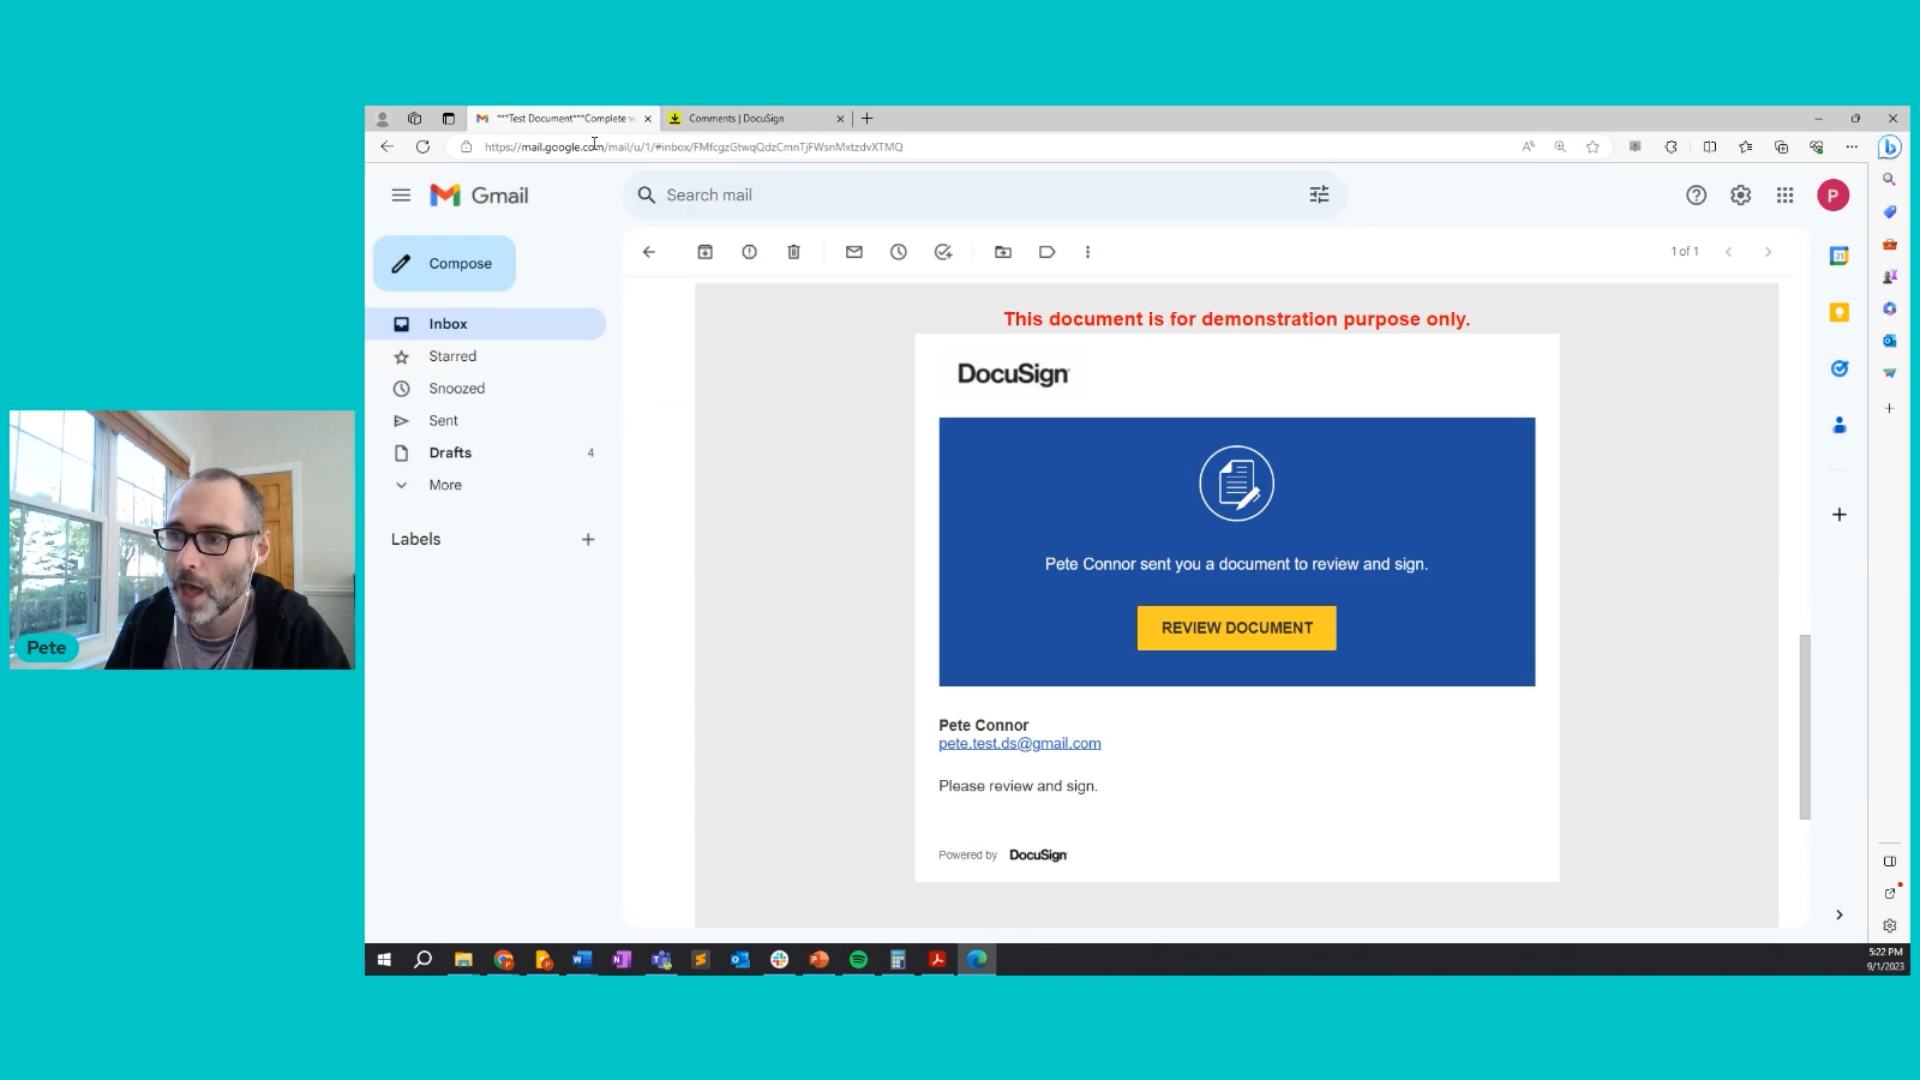 ***Test Document***Complete w
Comments | DocuSign
https://mail.google.com/mail/u/1/#inbox/FMfcgzGtwqQdzCmnTjFWsnMxtzdvXTMQ
Gmail
Search mail
P
Compose
1 of 1
Inbox
Starred
Snoozed
Sent
Drafts 4
More
Labels
This document is for demonstration purpose only.
DocuSign
Pete Connor sent you a document to review and sign.
REVIEW DOCUMENT
Pete Connor
pete.test.ds@gmail.com
Please review and sign.
Powered by DocuSign
Pete
5:22 PM
9/1/2023